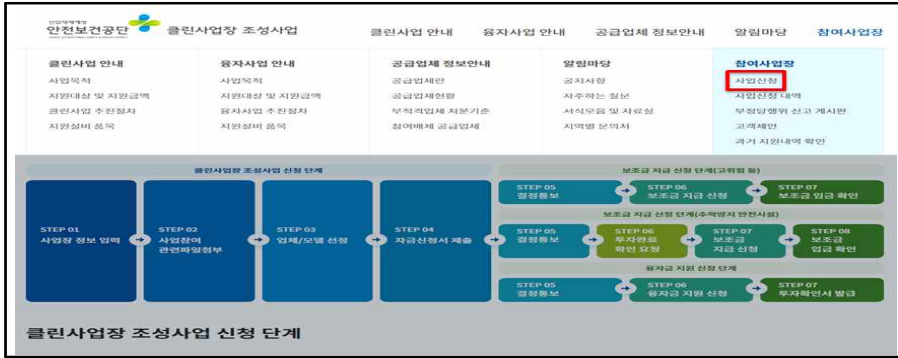 산업재해예방
안전보건공단 클린사업장 조성사업
클린사업 안내 융자사업 안내 공급업체 정보안내 알림마당 참여사업장
클린사업 안내 융자사업 안내 공급업체 정보안내 알림마당 참여사업장
사업목적 사업목적 공급업체란 공지사항 사업신청
지원대상 및 지원금액 지원대상 및 지원금액 공급업체현황 자주하는 질문 사업신청 내역
클린사업 추진절차 융자사업 추진절차 부적격업체 처분기준 서식모음 및 자료실 부정당행위 신고 게시판
지원설비 품목 지원설비 품목 참여배제 공급업체 지역별 문의처 고객제안
과거 지원내역 확인
클린사업장 조성사업 신청 단계
STEP 01
사업장 정보 입력
STEP 02
사업장이
관련파일첨부
STEP 03
업체/모델 선정
STEP 04
자금신청서 제출
보조금 지급 신청 단계(고위험 등)
STEP 05
결정통보
STEP 06
보조금 지급 신청
STEP 07
보조금 입금 확인
보조금 지급 신청 단계(추락방지 안전시설)
STEP 05
결정통보
STEP 06
투자완료
확인 요청
STEP 07
보조금
지급 신청
STEP 08
보조금
입금 확인
융자금 지원 신청 단계
STEP 05
결정통보
STEP 06
융자금 지원 신청
STEP 07
투자확인서 발급
클린사업장 조성사업 신청 단계